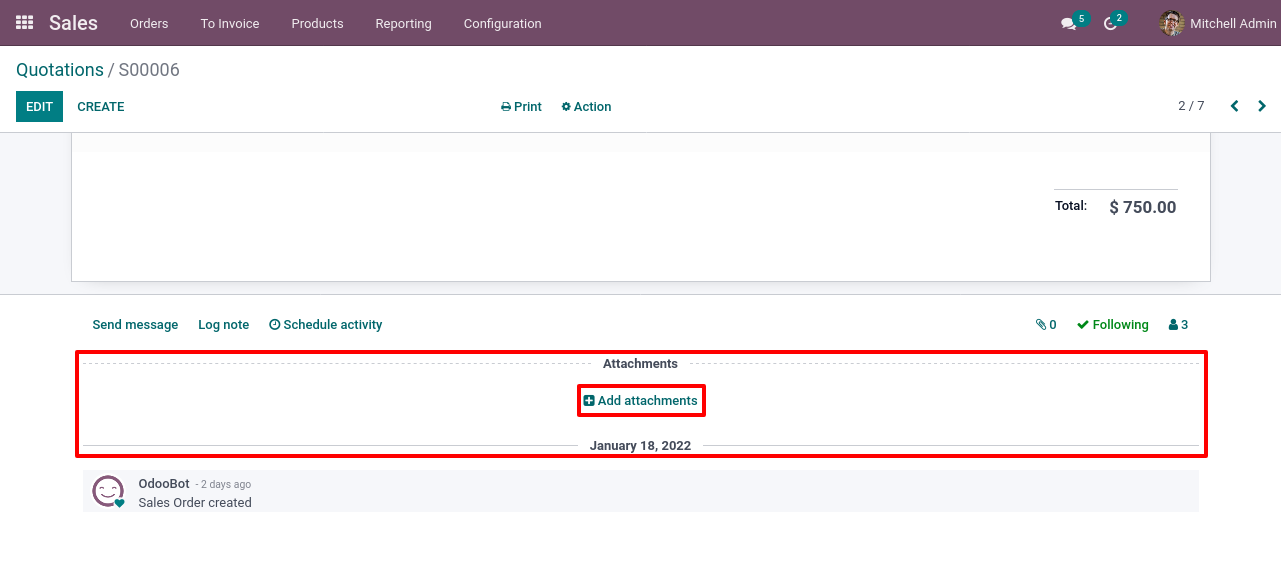 Sales Orders To Invoice Products Reporting Configuration 5 2 Mitchell Admin
Quotations / S00006
EDIT CREATE Print Action 2 / 7
Total: $ 750.00
Send message Log note Schedule activity 0 Following 3
Attachments
Add attachments
January 18, 2022
OdooBot - 2 days ago
Sales Order created